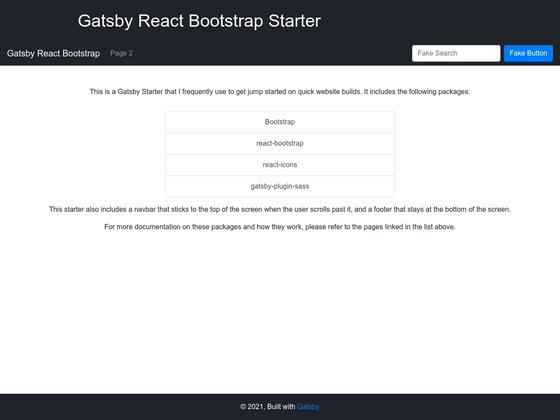 Gatsby React Bootstrap Starter
Gatsby React Bootstrap Page 2 Fake Search Fake Button
This is a Gatsby Starter that I frequently use to get jump started on quick website builds. It includes the following packages:
Bootstrap
react-bootstrap
react-icons
gatsby-plugin-sass
This starter also includes a navbar that sticks to the top of the screen when the user scrolls past it, and a footer that stays at the bottom of the screen.
For more documentation on these packages and how they work, please refer to the pages linked in the list above.
© 2021, Built with Gatsby